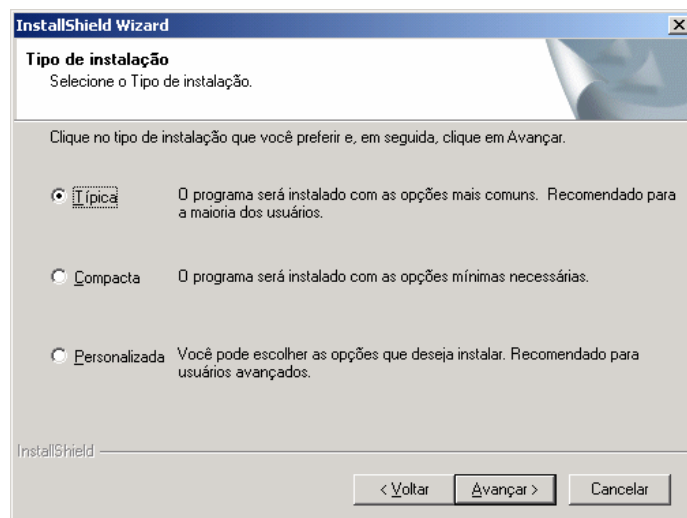 InstallShield Wizard
Tipo de instalação
Selecione o Tipo de instalação.
Clique no tipo de instalação que você preferir e, em seguida, clique em Avançar.
Típica
O programa será instalado com as opções mais comuns. Recomendado para
a maioria dos usuários.
Compacta
O programa será instalado com as opções mínimas necessárias.
Personalizada
Você pode escolher as opções que deseja instalar. Recomendado para
usuários avançados.
InstallShield
< Voltar
Avançar >
Cancelar